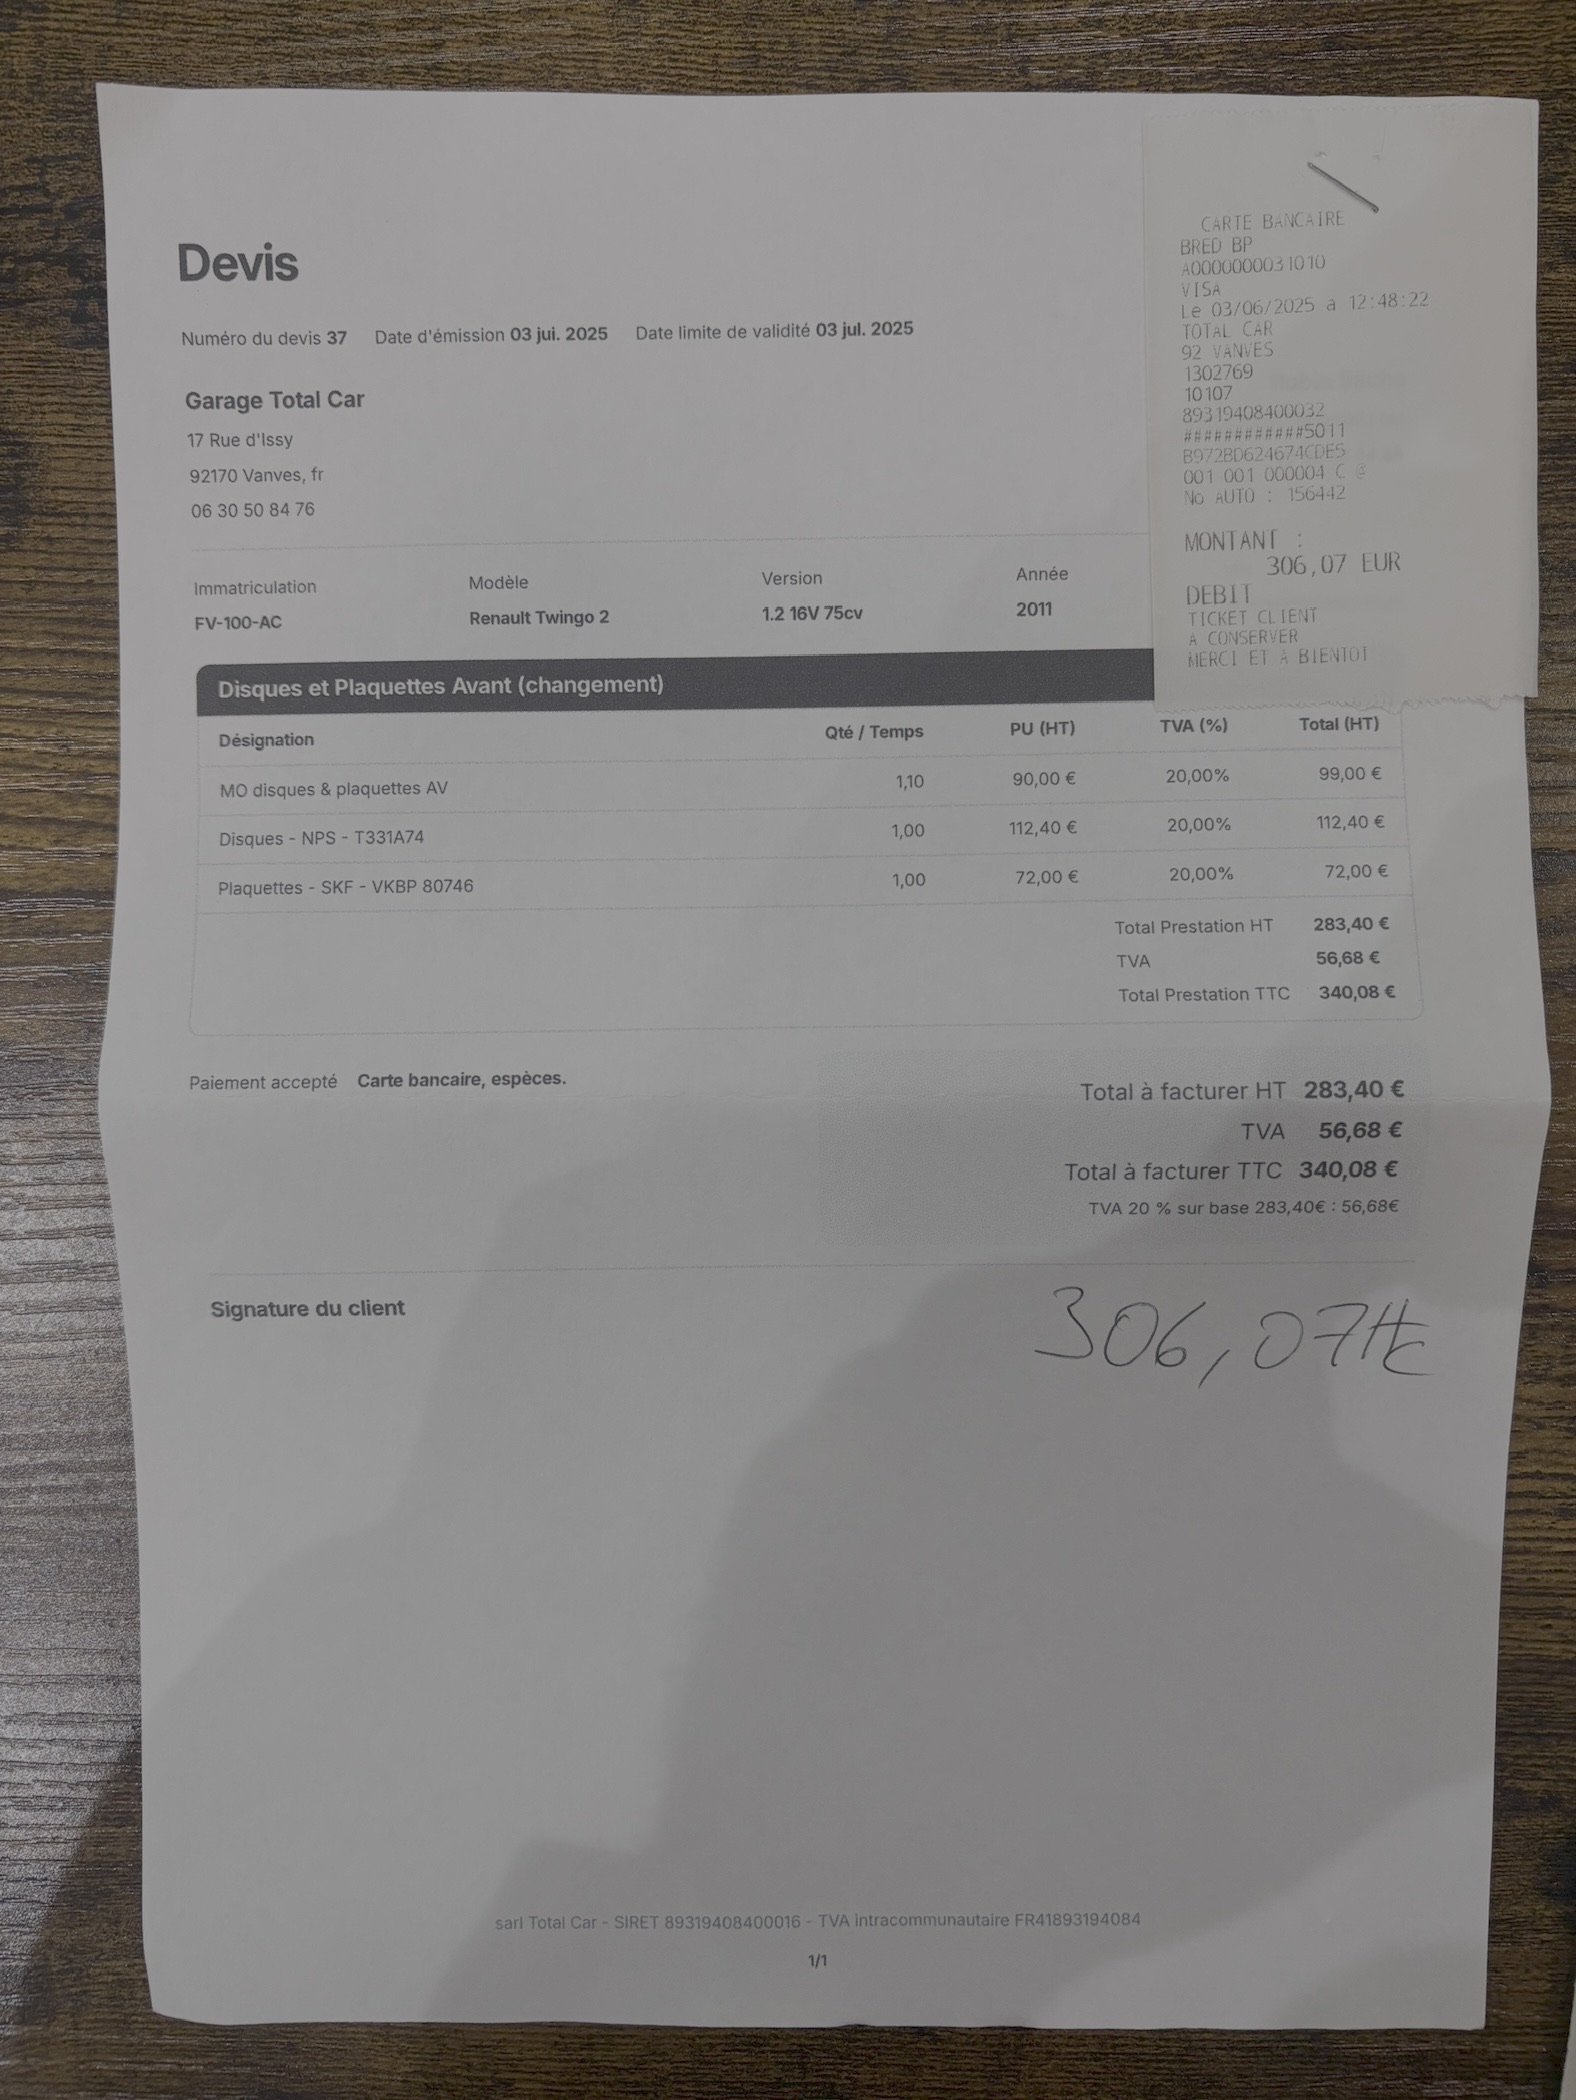 Devis
Numéro du devis 37 Date d'émission 03 jui. 2025 Date limite de validité 03 jul. 2025
Garage Total Car
17 Rue d'Issy
92170 Vanves, fr
06 30 50 84 76
CARTE BANCAIRE
BRED BP
A0000000031010
VISA
Le 03/06/2025 a 12:48:22
TOTAL CAR
92 VANVES
1302769
10107
89319408400032
############5011
B972BD624674CDE5
001 001 000004 C @
No AUTO : 156442
MONTANT :
306,07 EUR
DEBIT
TICKET CLIENT
A CONSERVER
MERCI ET A BIENTOT
Immatriculation Modèle Version Année
FV-100-AC Renault Twingo 2 1.2 16V 75cv 2011
Disques et Plaquettes Avant (changement)
Désignation Qté / Temps PU (HT) TVA (%) Total (HT)
MO disques & plaquettes AV 1,10 90,00 € 20,00% 99,00 €
Disques - NPS - T331A74 1,00 112,40 € 20,00% 112,40 €
Plaquettes - SKF - VKBP 80746 1,00 72,00 € 20,00% 72,00 €
Total Prestation HT 283,40 €
TVA 56,68 €
Total Prestation TTC 340,08 €
Paiement accepté Carte bancaire, espèces.
Total à facturer HT 283,40 €
TVA 56,68 €
Total à facturer TTC 340,08 €
TVA 20 % sur base 283,40€ : 56,68€
Signature du client
306,07 ttc
sarl Total Car - SIRET 89319408400016 - TVA intracommunautaire FR41893194084
1/1